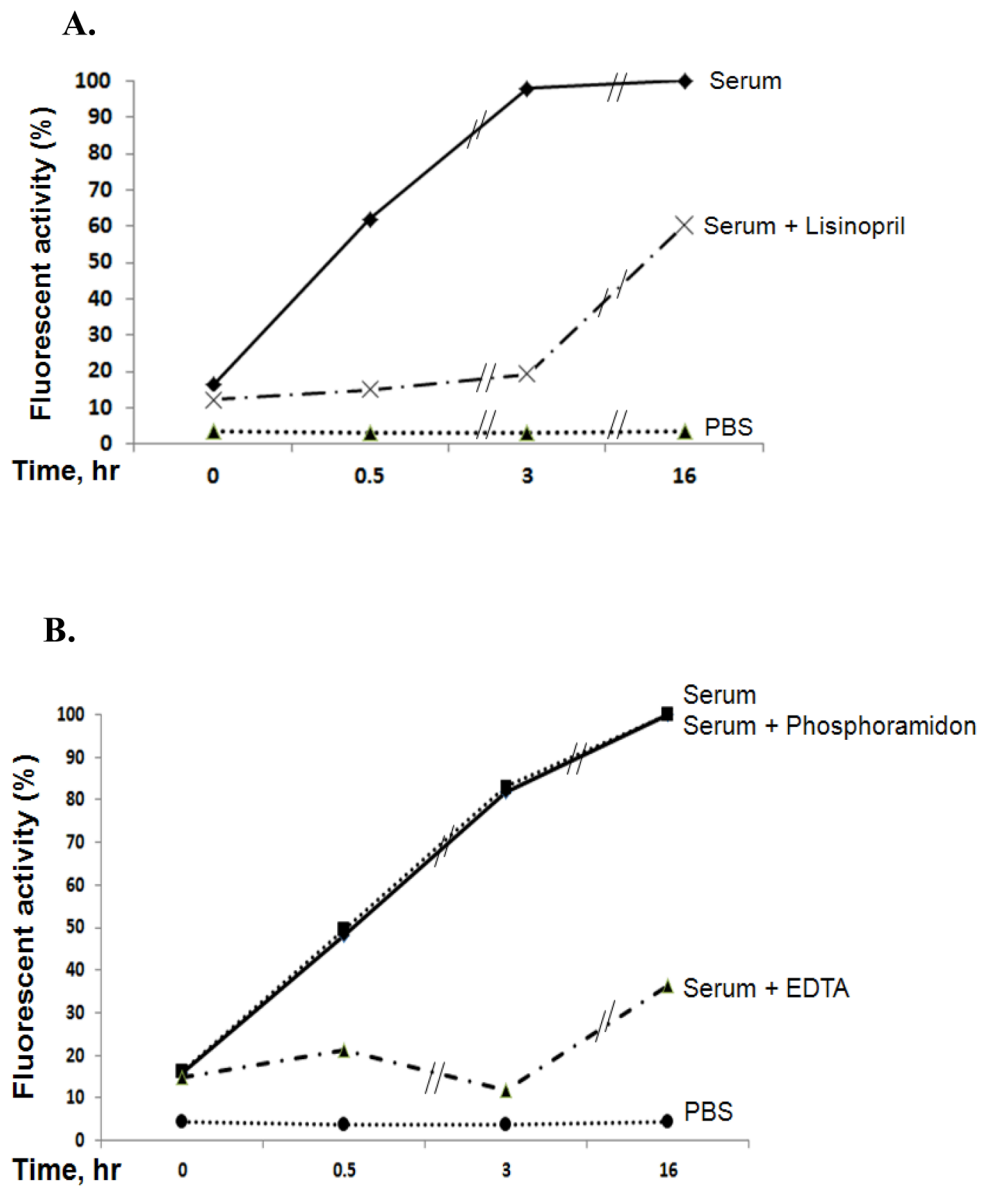 A.
Fluorescent activity (%)
100
90
80
70
60
50
40
30
20
10
0
Serum
Serum + Lisinopril
PBS
Time, hr
0
0.5
3
16
B.
Fluorescent activity (%)
100
90
80
70
60
50
40
30
20
10
0
Serum
Serum + Phosphoramidon
Serum + EDTA
PBS
Time, hr
0
0.5
3
16